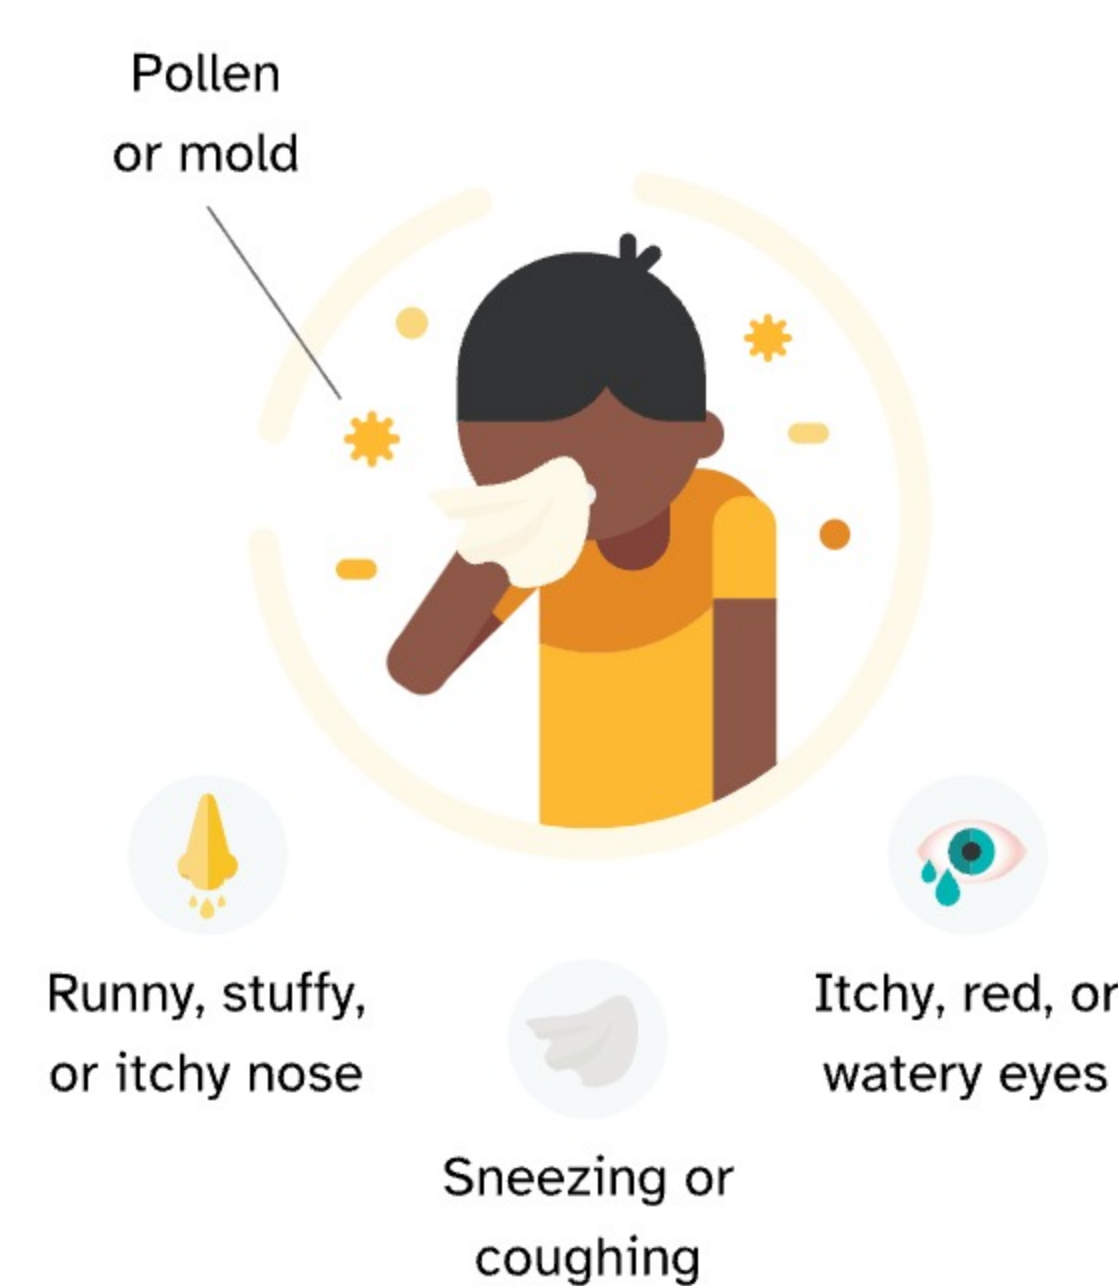 Pollen
or mold
Runny, stuffy,
or itchy nose
Itchy, red, or
watery eyes
Sneezing or
coughing